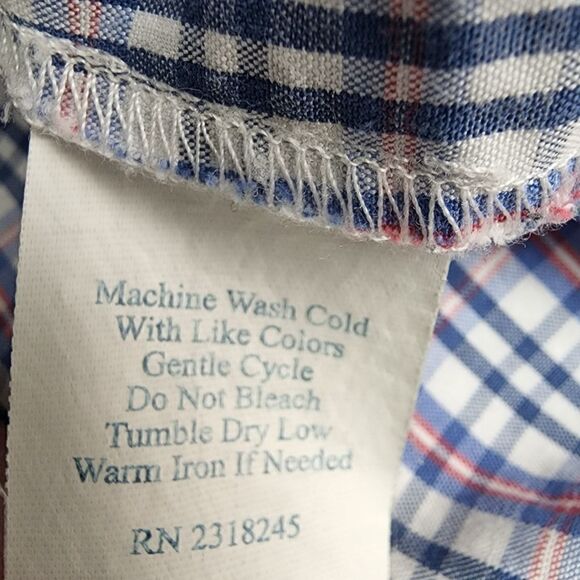 Machine Wash Cold
With Like Colors
Gentle Cycle
Do Not Bleach
Tumble Dry Low
Warm Iron If Needed
RN 2318245